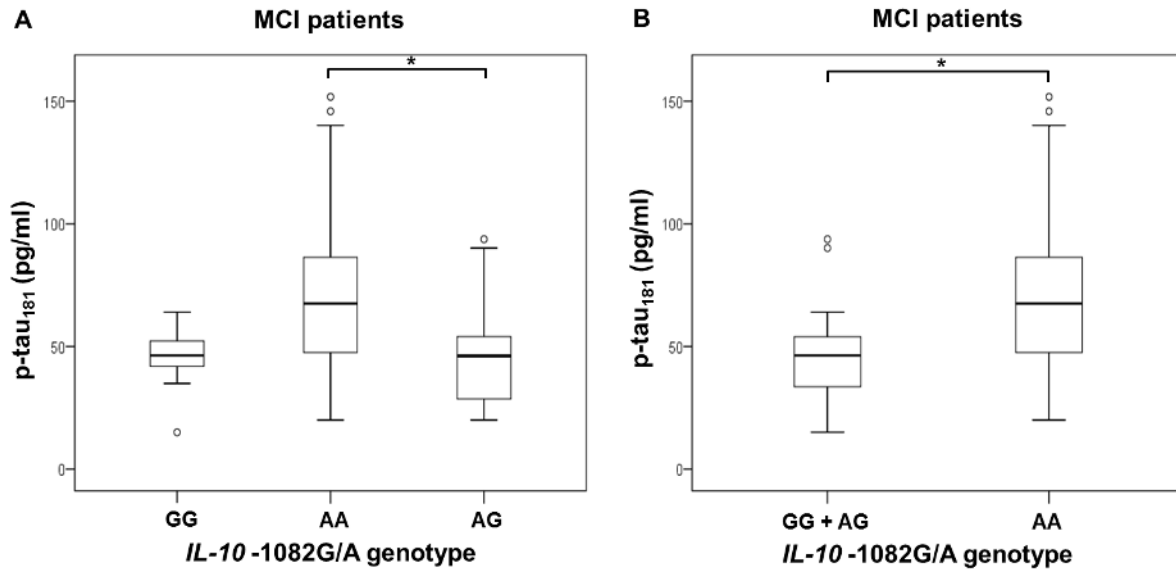 A
MCI patients
*
150
100
50
0
p-tau181 (pg/ml)
GG
AA
AG
IL-10 -1082G/A genotype
B
MCI patients
*
150
100
50
0
p-tau181 (pg/ml)
GG + AG
AA
IL-10 -1082G/A genotype